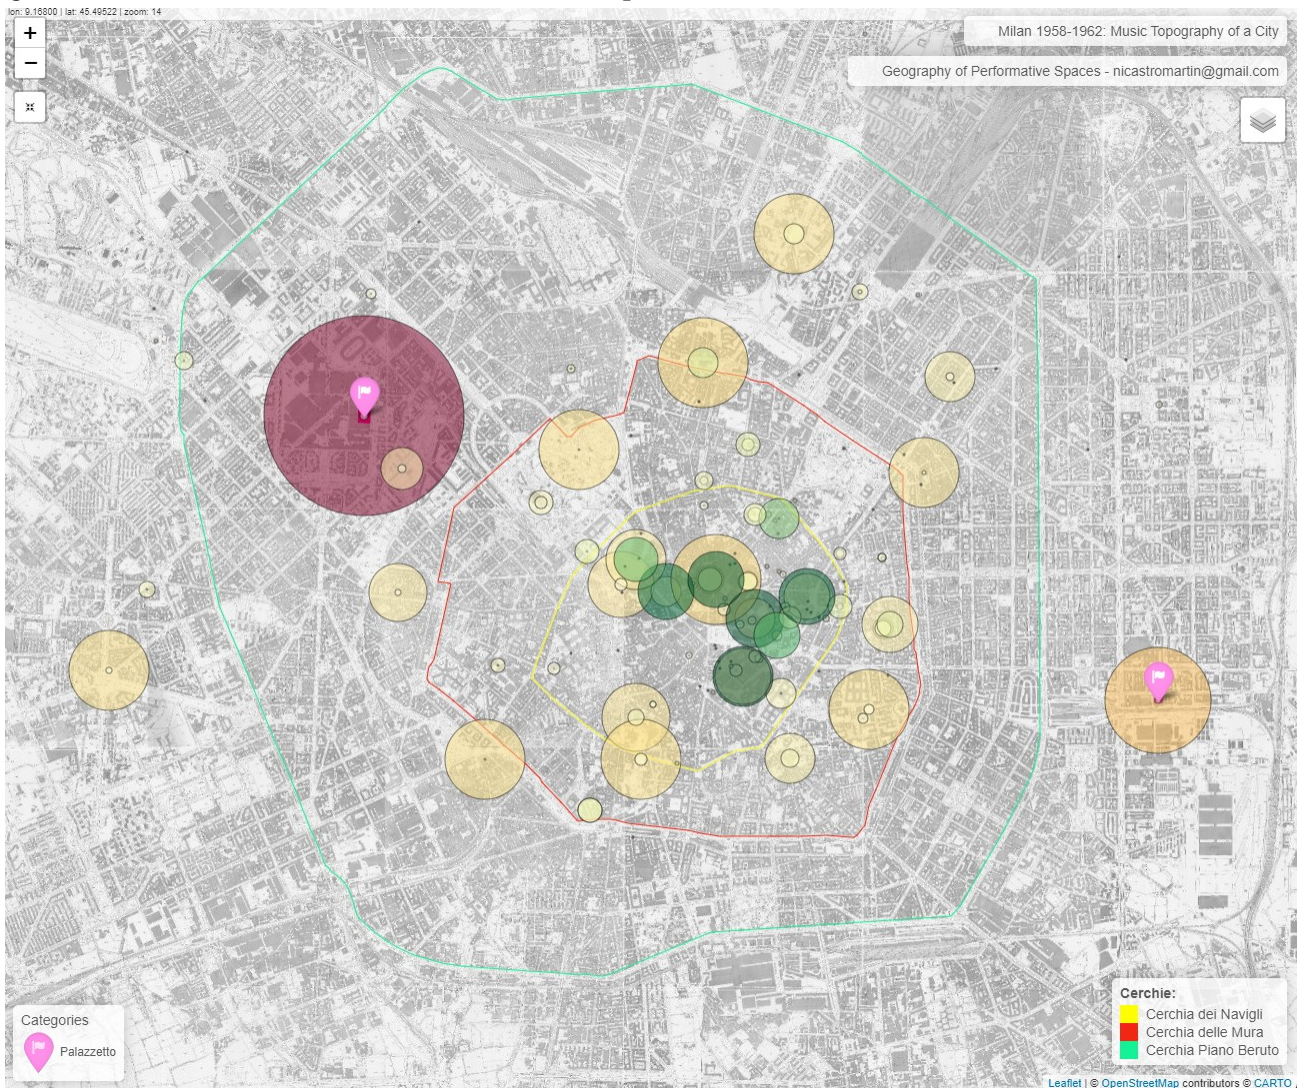 lon: 9.16800 | lat: 45.49522 | zoom: 14
+
−
Milan 1958-1962: Music Topography of a City
Geography of Performative Spaces - nicastromartin@gmail.com
Categories
Palazzetto
Cerchie:
Cerchia dei Navigli
Cerchia delle Mura
Cerchia Piano Beruto
Leaflet | © OpenStreetMap contributors © CARTO